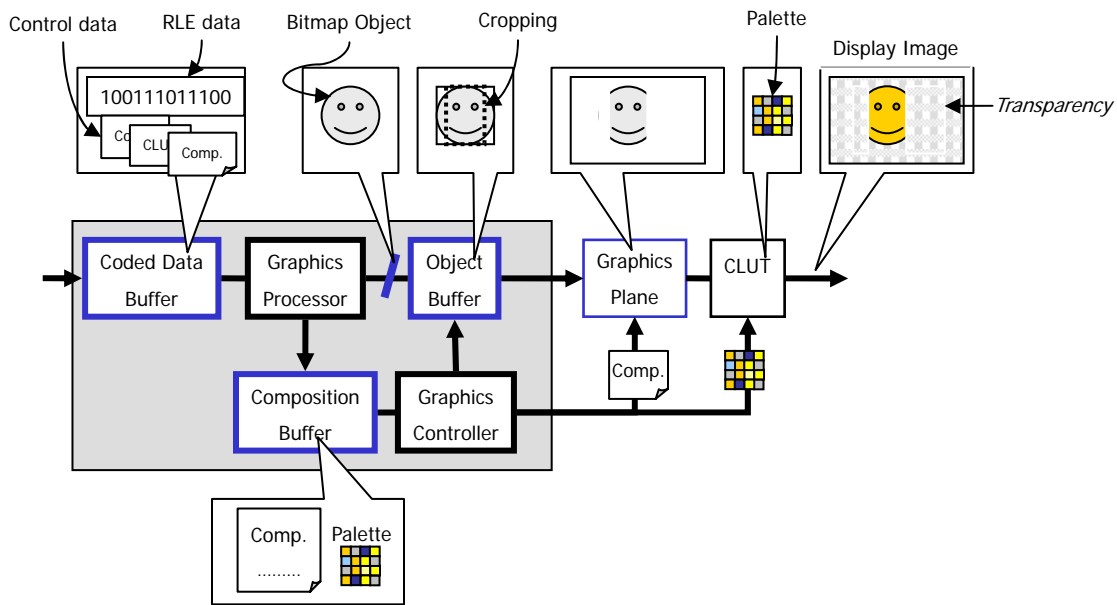 Control data
RLE data
Bitmap Object
Cropping
Palette
Display Image
Transparency
100111011100
Co
CLU
Comp.
Coded Data
Buffer
Graphics
Processor
Object
Buffer
Graphics
Plane
CLUT
Composition
Buffer
Graphics
Controller
Comp.
Comp.
.........
Palette